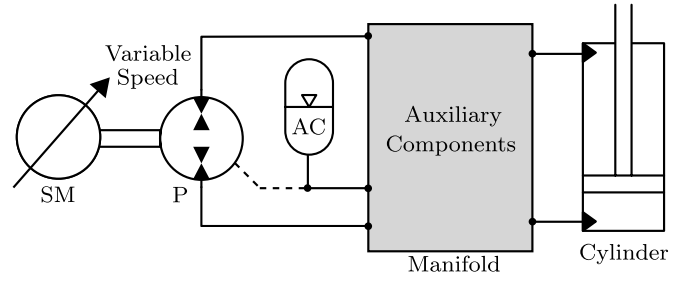 Variable
Speed
SM
P
AC
Auxiliary
Components
Manifold
Cylinder